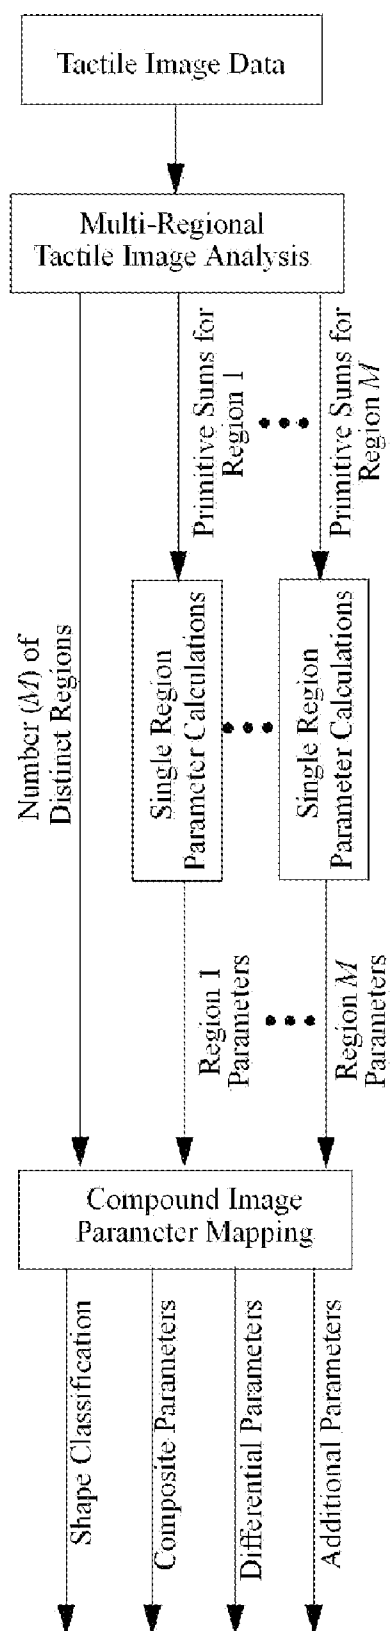 Tactile Image Data
Multi-Regional
Tactile Image Analysis
Primitive Sums for
Region 1
Primitive Sums for
Region M
Number (M) of
Distinct Regions
Single Region
Parameter Calculations
Single Region
Parameter Calculations
Region 1
Parameters
Region M
Parameters
Compound Image
Parameter Mapping
Shape Classification
Composite Parameters
Differential Parameters
Additional Parameters